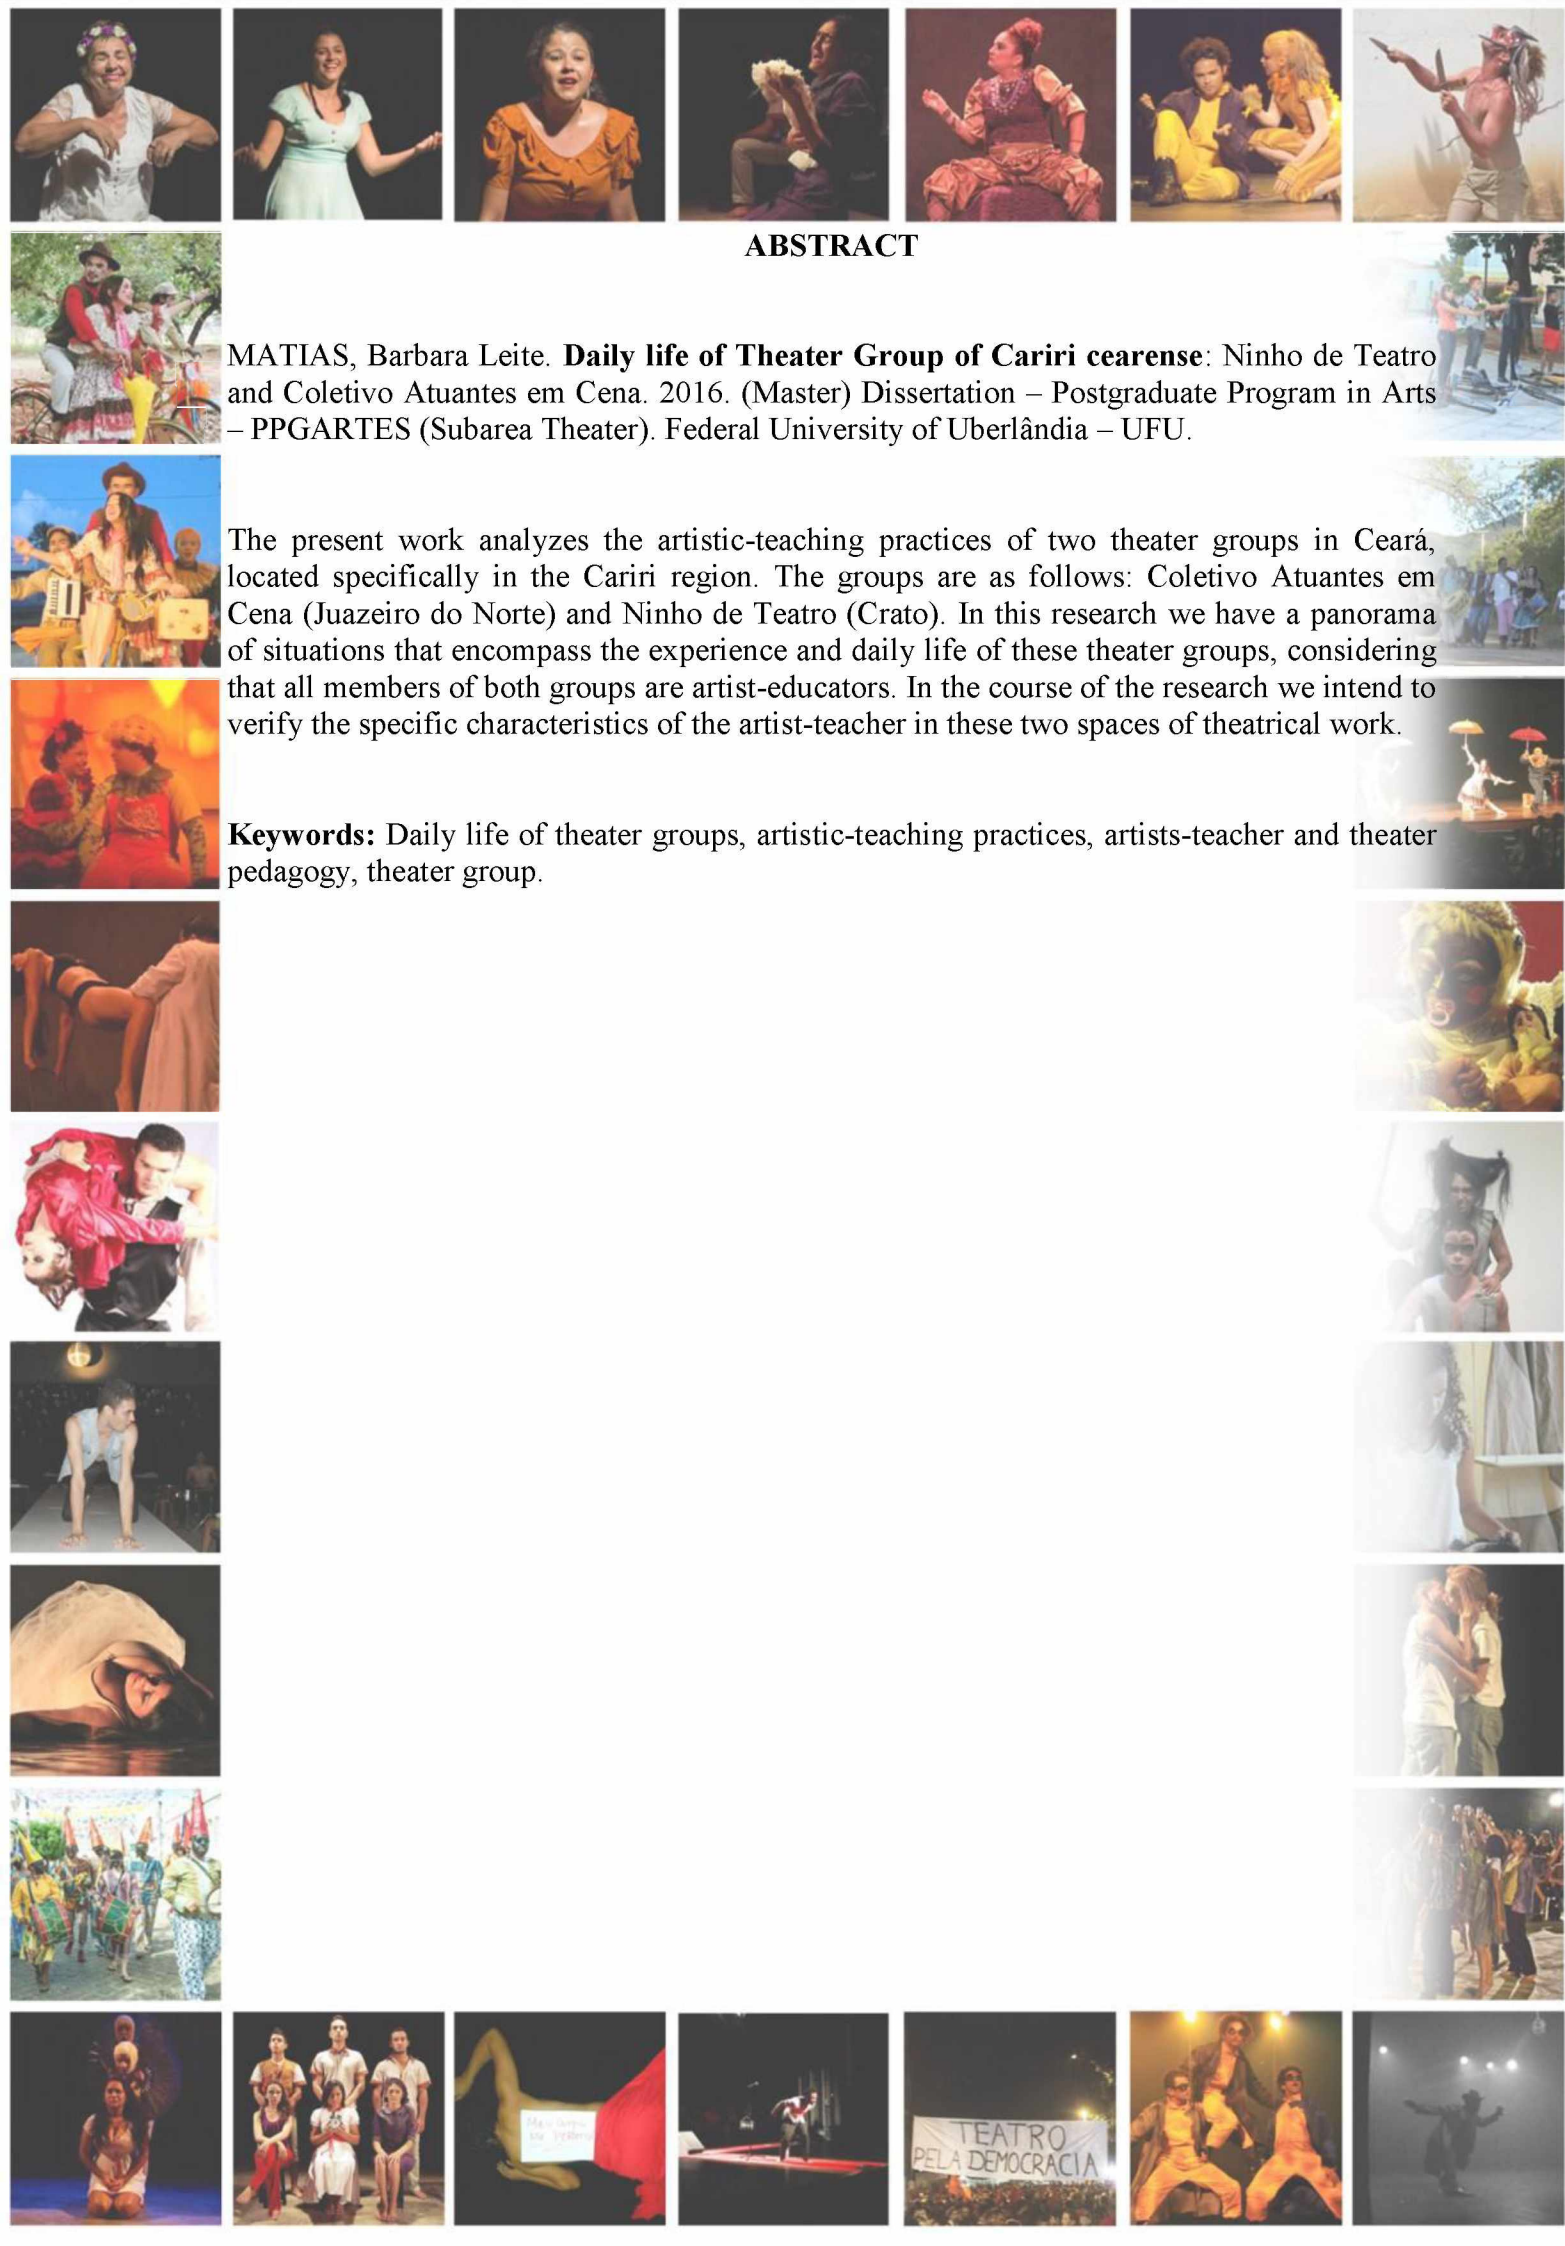 ABSTRACT
MATIAS, Barbara Leite. Daily life of Theater Group of Cariri cearense: Ninho de Teatro
and Coletivo Atuantes em Cena. 2016. (Master) Dissertation – Postgraduate Program in Arts
– PPGARTES (Subarea Theater). Federal University of Uberlândia – UFU.
The present work analyzes the artistic-teaching practices of two theater groups in Ceará,
located specifically in the Cariri region. The groups are as follows: Coletivo Atuantes em
Cena (Juazeiro do Norte) and Ninho de Teatro (Crato). In this research we have a panorama
of situations that encompass the experience and daily life of these theater groups, considering
that all members of both groups are artist-educators. In the course of the research we intend to
verify the specific characteristics of the artist-teacher in these two spaces of theatrical work.
Keywords: Daily life of theater groups, artistic-teaching practices, artists-teacher and theater
pedagogy, theater group.
TEATRO
PELA DEMOCRACIA